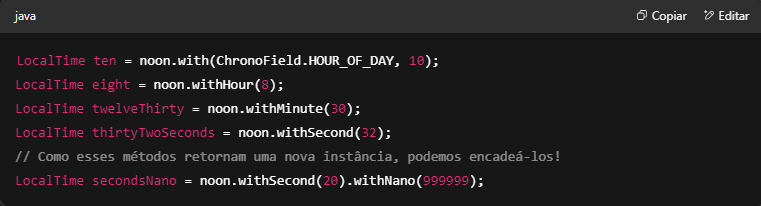 java
Copiar
Editar
LocalTime ten = noon.with(ChronoField.HOUR_OF_DAY, 10);
LocalTime eight = noon.withHour(8);
LocalTime twelveThirty = noon.withMinute(30);
LocalTime thirtyTwoSeconds = noon.withSecond(32);
// Como esses métodos retornam uma nova instância, podemos encadeá-los!
LocalTime secondsNano = noon.withSecond(20).withNano(999999);